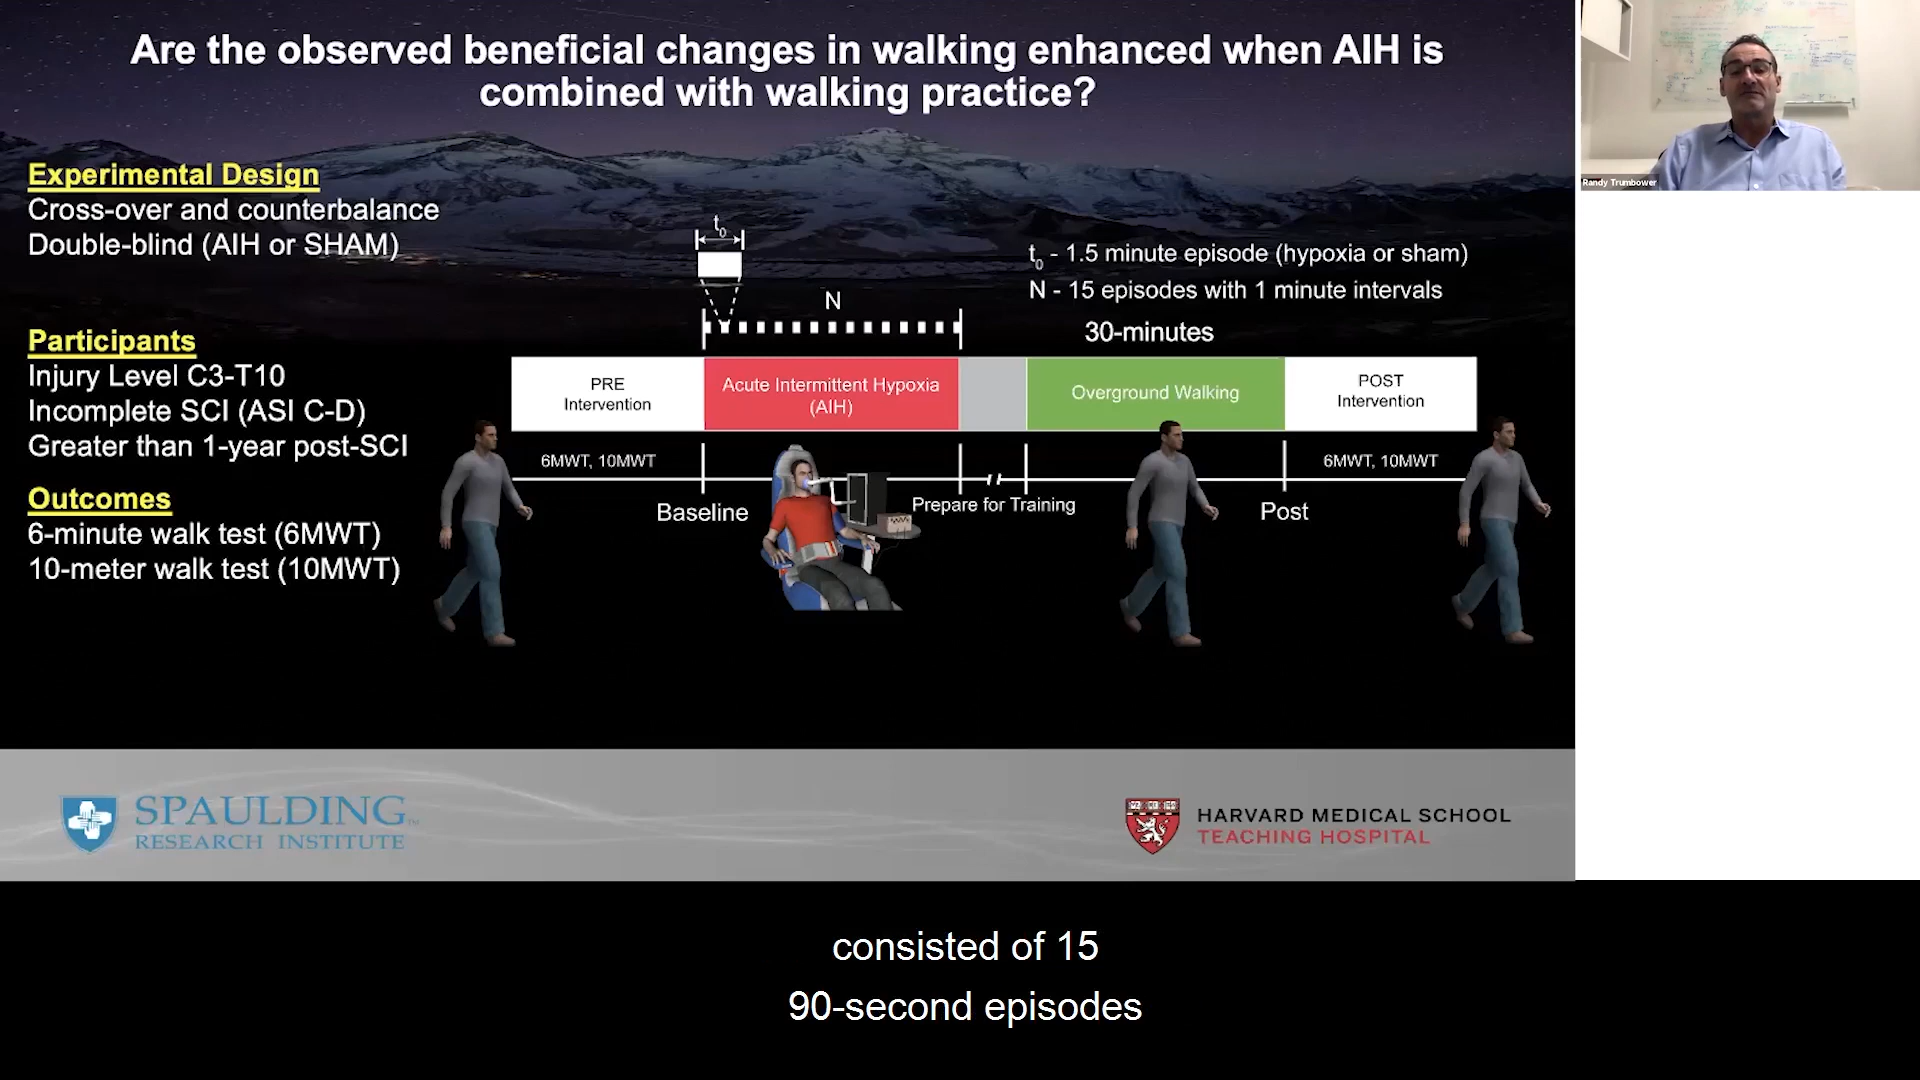 Are the observed beneficial changes in walking enhanced when AIH is
combined with walking practice?
Randy Trumbower
Experimental Design
Cross-over and counterbalance
Double-blind (AIH or SHAM)
Participants
Injury Level C3-T10
Incomplete SCI (ASI C-D)
Greater than 1-year post-SCI
Outcomes
6-minute walk test (6MWT)
10-meter walk test (10MWT)
t0
N
t0 - 1.5 minute episode (hypoxia or sham)
N - 15 episodes with 1 minute intervals
30-minutes
PRE
Intervention
Acute Intermittent Hypoxia
(AIH)
Overground Walking
POST
Intervention
6MWT, 10MWT
6MWT, 10MWT
Baseline
Prepare for Training
Post
SPAULDING™
RESEARCH INSTITUTE
HARVARD MEDICAL SCHOOL
TEACHING HOSPITAL
consisted of 15
90-second episodes